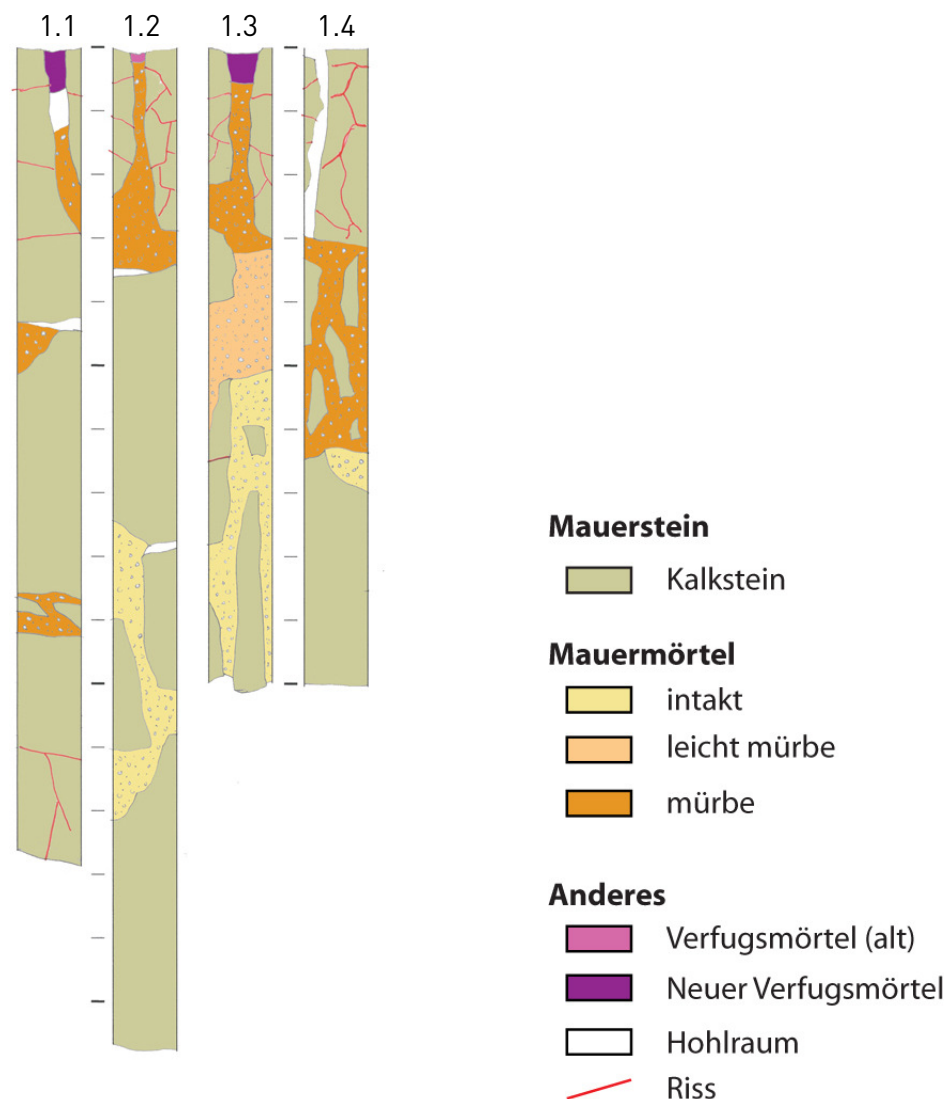 1.1 1.2 1.3 1.4
Mauerstein
Kalkstein
Mauermörtel
intakt
leicht mürbe
mürbe
Anderes
Verfugsmörtel (alt)
Neuer Verfugsmörtel
Hohlraum
Riss